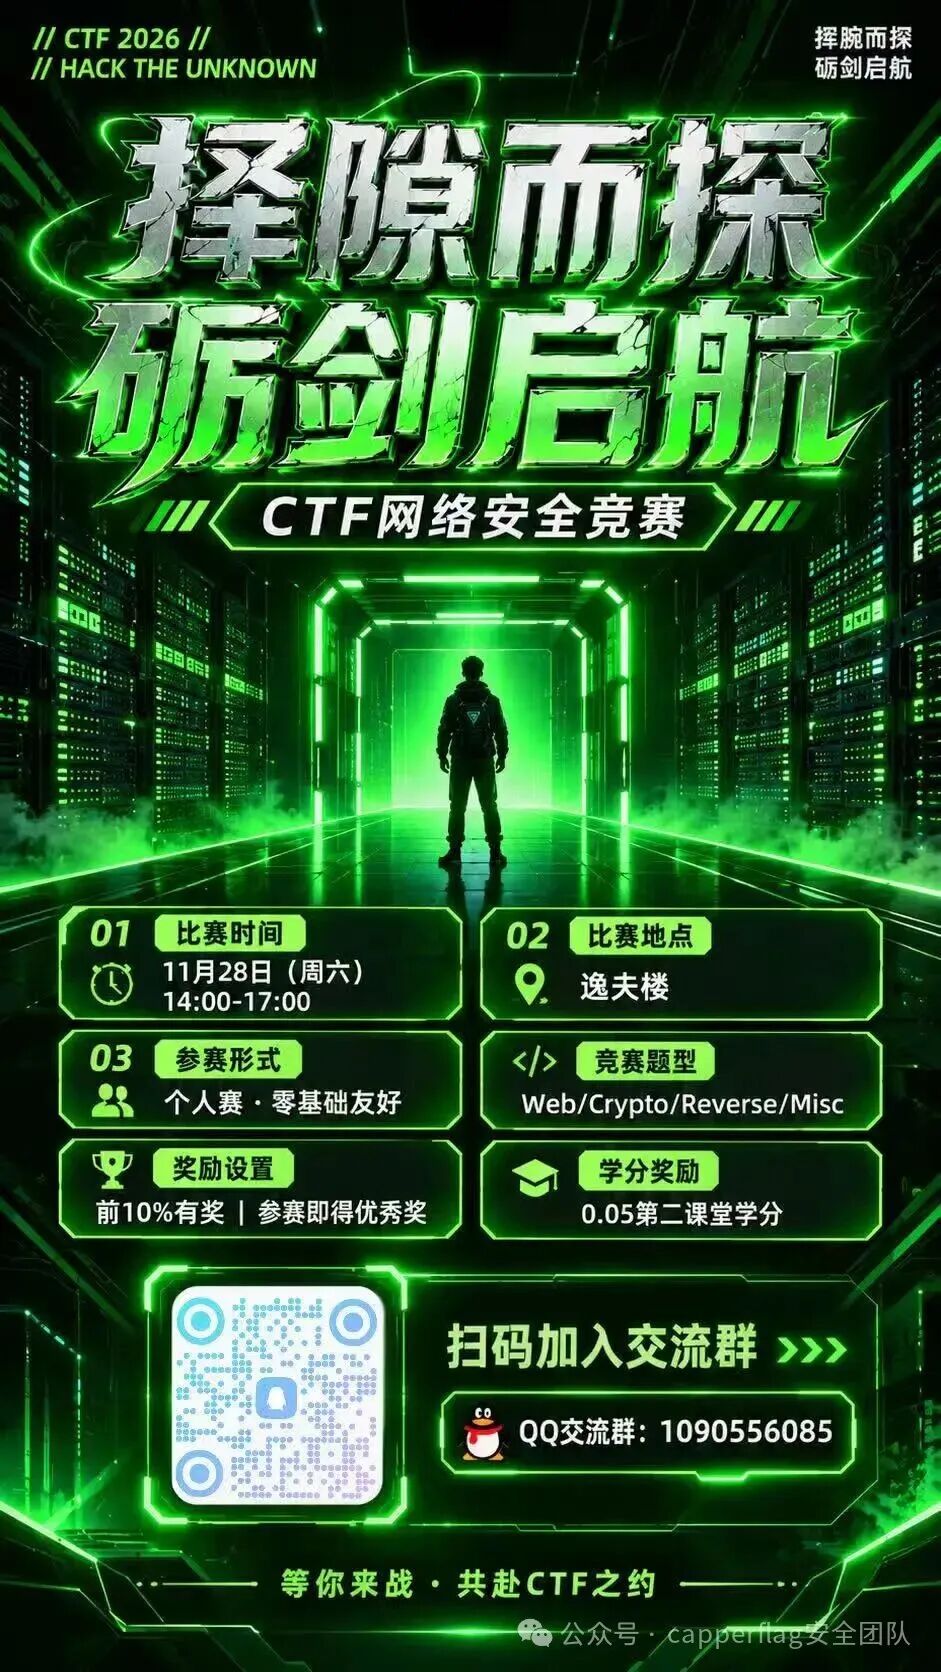 // CTF 2026 //
// HACK THE UNKNOWN
挥腕而探
砺剑启航
择隙而探
砺剑启航
CTF网络安全竞赛
01 比赛时间
11月28日（周六）
14:00-17:00
02 比赛地点
逸夫楼
03 参赛形式
个人赛 · 零基础友好
</> 竞赛题型
Web/Crypto/Reverse/Misc
奖励设置
前10%有奖 | 参赛即得优秀奖
学分奖励
0.05第二课堂学分
扫码加入交流群 >>>
QQ交流群：1090556085
等你来战 · 共赴CTF之约
公众号 · capperflag安全团队